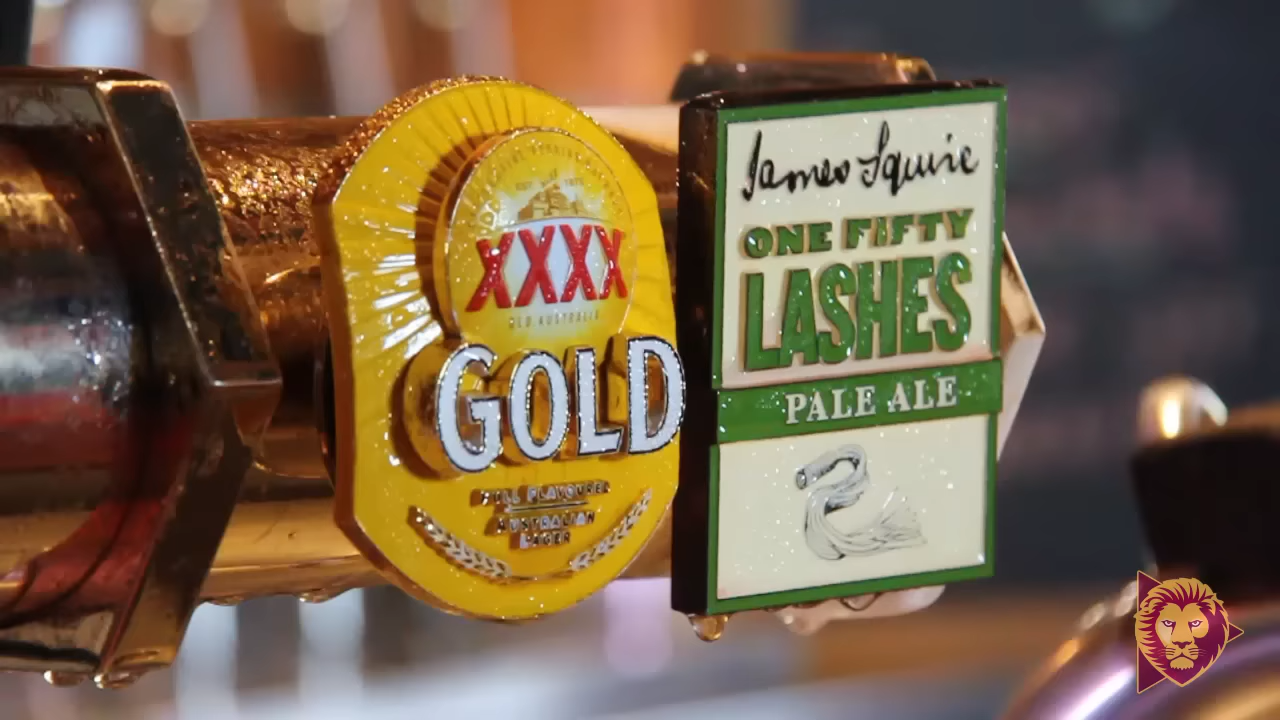 XXXX
GOLD
FULL FLAVOURED
AUSTRALIAN
LAGER
James Squire
ONE FIFTY
LASHES
PALE ALE